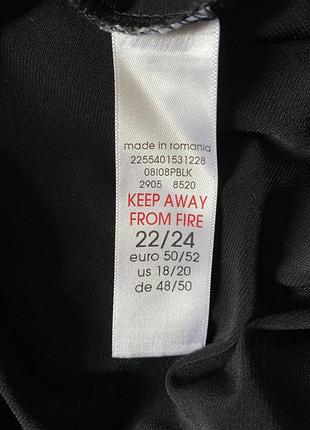 made in romania
2255401531228
08I08PBLK
2905 8520
KEEP AWAY
FROM FIRE
22/24
euro 50/52
us 18/20
de 48/50